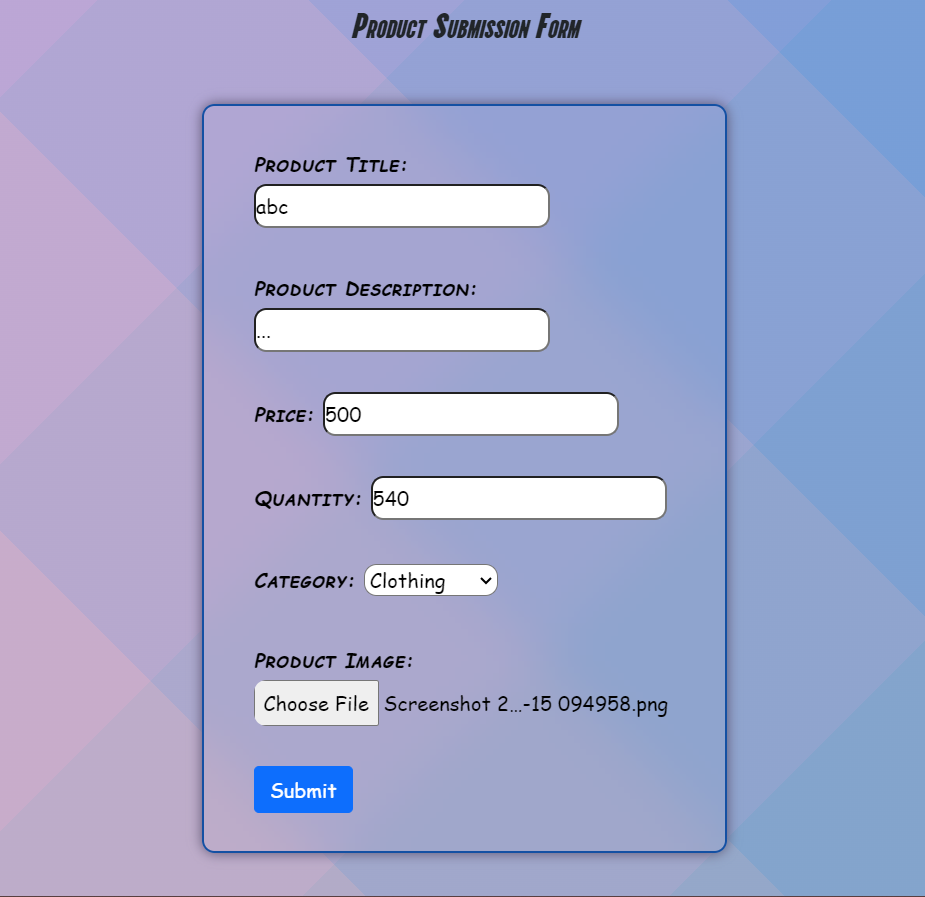 Product Submission Form
Product Title:
abc
Product Description:
...
Price: 500
Quantity: 540
Category: Clothing
Product Image:
Choose File Screenshot 2...-15 094958.png
Submit